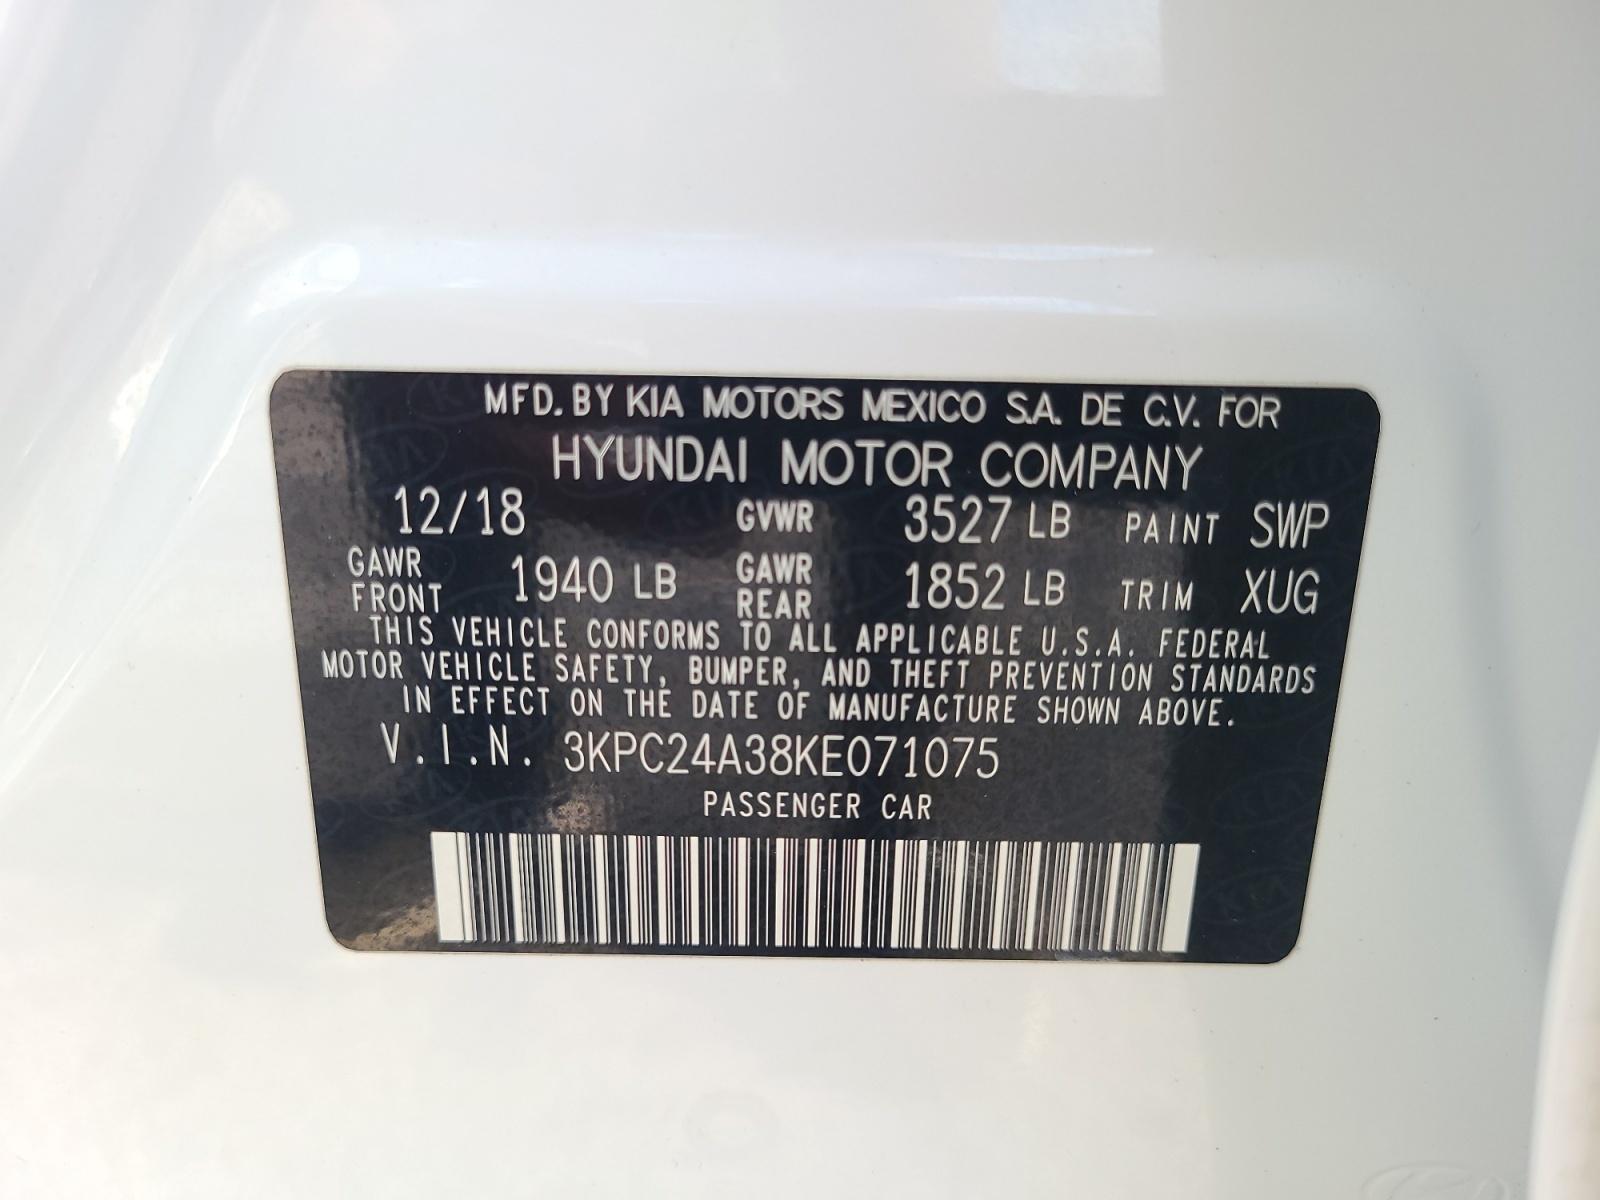 MFD. BY KIA MOTORS MEXICO S.A. DE C.V. FOR
HYUNDAI MOTOR COMPANY
12/18 GVWR 3527 LB PAINT SWP
GAWR FRONT 1940 LB GAWR REAR 1852 LB TRIM XUG
THIS VEHICLE CONFORMS TO ALL APPLICABLE U.S.A. FEDERAL
MOTOR VEHICLE SAFETY, BUMPER, AND THEFT PREVENTION STANDARDS
IN EFFECT ON THE DATE OF MANUFACTURE SHOWN ABOVE.
V.I.N. 3KPC24A38KE071075
PASSENGER CAR